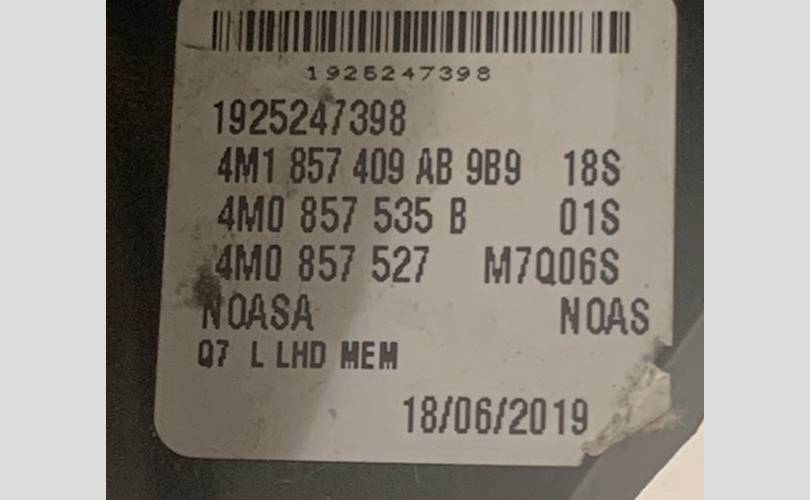 1925247398
1925247398
4M1 857 409 AB 9B9 18S
4M0 857 535 B 01S
4M0 857 527 M7Q06S
NOASA NOAS
Q7 L LHD MEM
18/06/2019